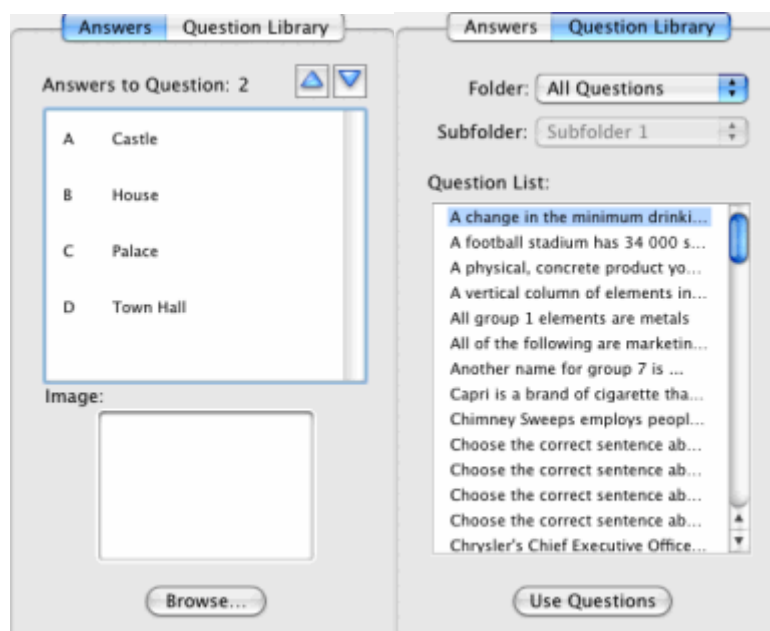 Answers Question Library
Answers to Question: 2
A Castle
B House
C Palace
D Town Hall
Image:
Browse...
Answers Question Library
Folder: All Questions
Subfolder: Subfolder 1
Question List:
A change in the minimum drinki...
A football stadium has 34 000 s...
A physical, concrete product yo...
A vertical column of elements in...
All group 1 elements are metals
All of the following are marketin...
Another name for group 7 is ...
Capri is a brand of cigarette tha...
Chimney Sweeps employs peopl...
Choose the correct sentence ab...
Choose the correct sentence ab...
Choose the correct sentence ab...
Choose the correct sentence ab...
Chrysler's Chief Executive Office...
Use Questions